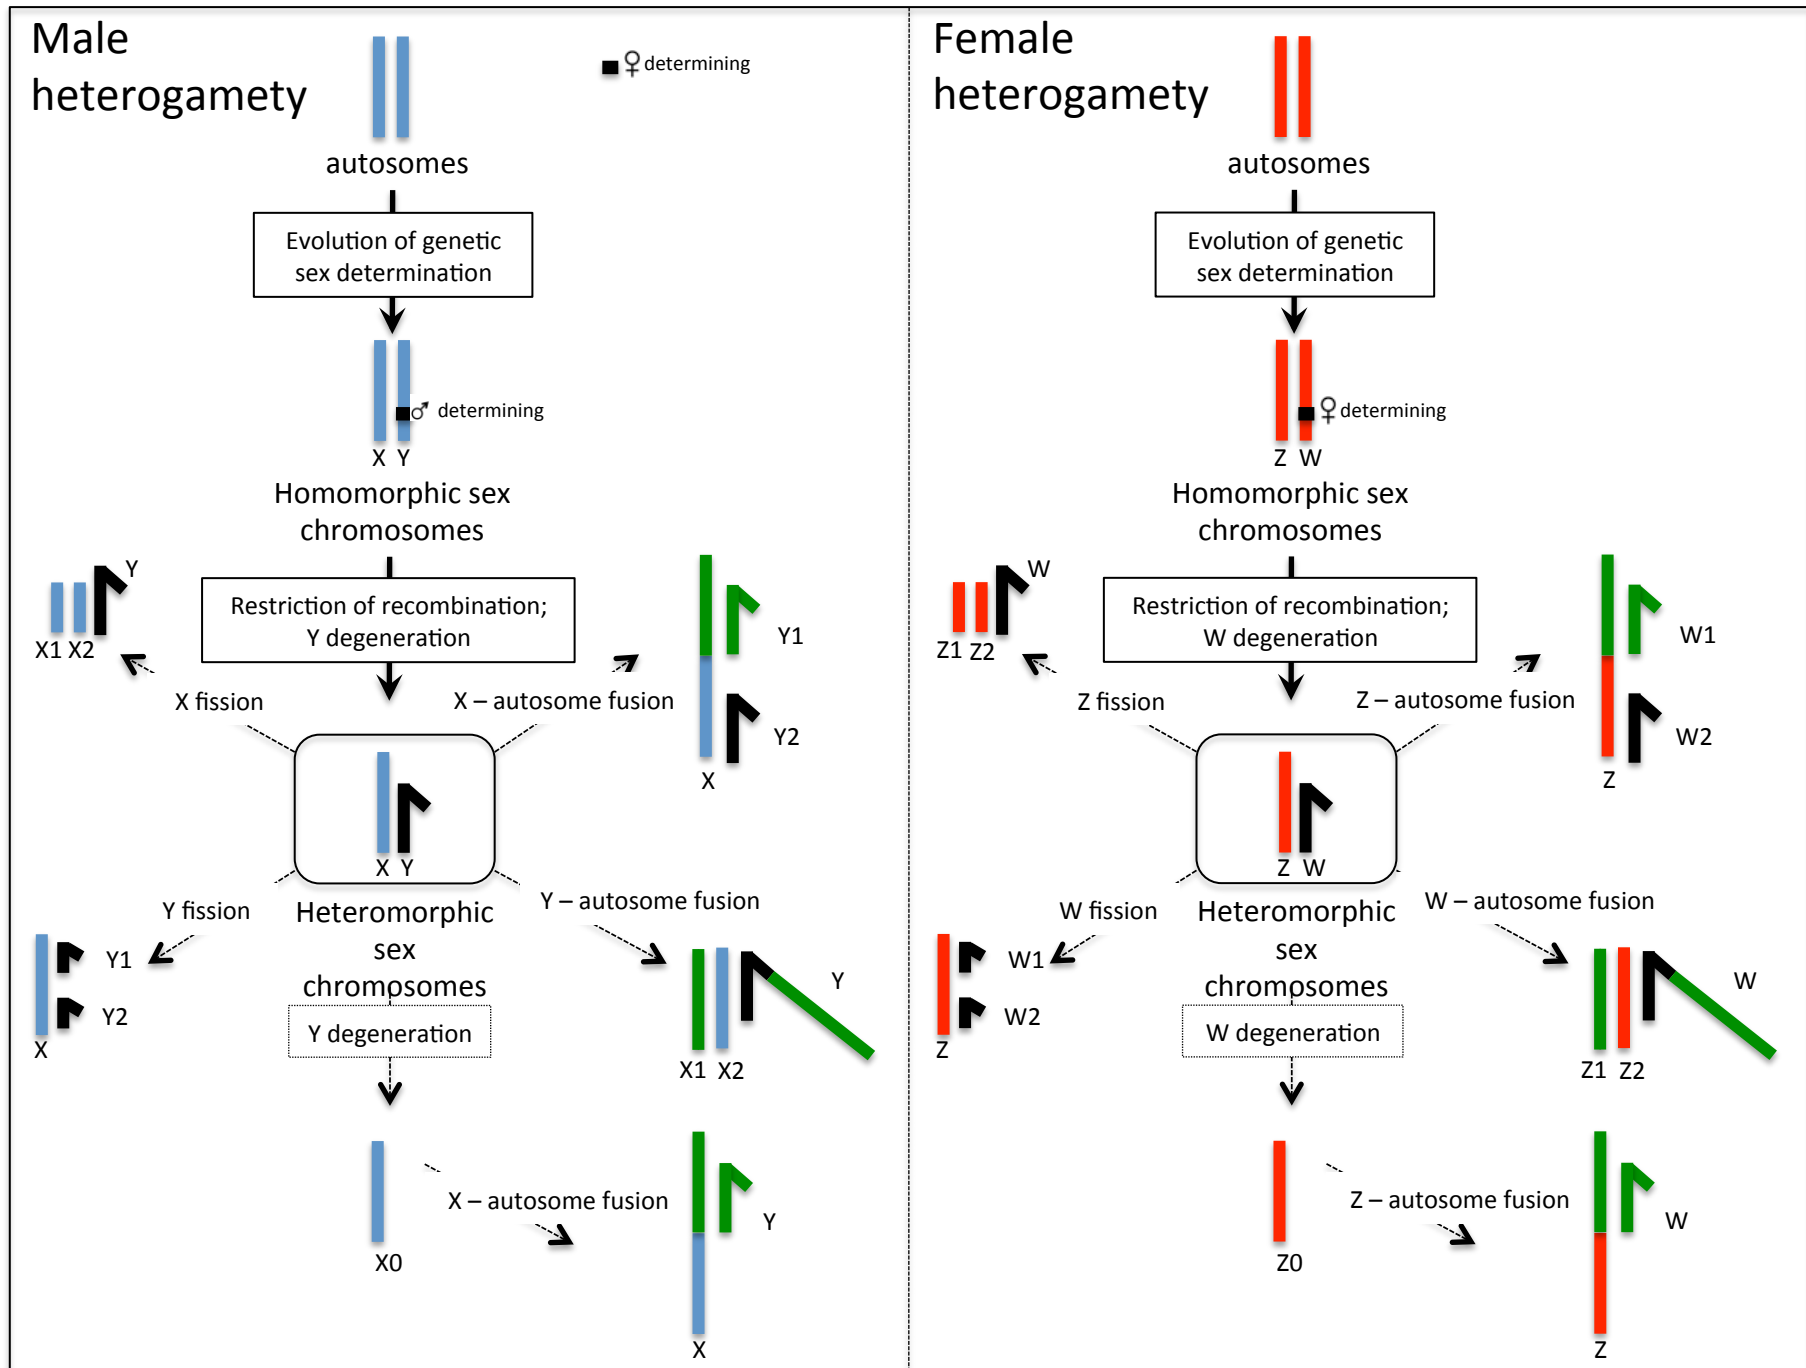 Male
heterogamety
♀ determining
autosomes
Evolution of genetic
sex determination
♂ determining
X Y
Homomorphic sex
chromosomes
Y
X1 X2
Restriction of recombination;
Y degeneration
Y1
Y2
X
X fission
X – autosome fusion
X Y
Y fission
Y – autosome fusion
Heteromorphic
sex
chromosomes
Y1
Y2
X
Y
X1 X2
Y degeneration
X0
X – autosome fusion
Y
X
Female
heterogamety
autosomes
Evolution of genetic
sex determination
♀ determining
Z W
Homomorphic sex
chromosomes
W
Z1 Z2
Restriction of recombination;
W degeneration
W1
W2
Z
Z fission
Z – autosome fusion
Z W
W fission
W – autosome fusion
Heteromorphic
sex
chromosomes
W1
W2
Z
W
Z1 Z2
W degeneration
Z0
Z – autosome fusion
W
Z